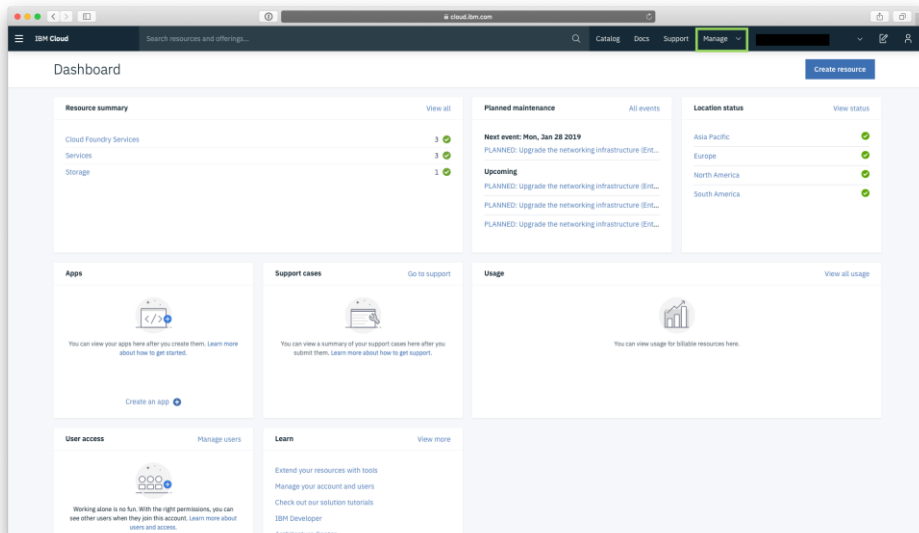 cloud.ibm.com
IBM Cloud
Search resources and offerings...
Catalog
Docs
Support
Manage
Dashboard
Create resource
Resource summary
View all
Cloud Foundry Services
3
Services
3
Storage
1
Planned maintenance
All events
Next event: Mon, Jan 28 2019
PLANNED: Upgrade the networking infrastructure (Ent...
Upcoming
PLANNED: Upgrade the networking infrastructure (Ent...
PLANNED: Upgrade the networking infrastructure (Ent...
PLANNED: Upgrade the networking infrastructure (Ent...
Location status
View status
Asia Pacific
Europe
North America
South America
Apps
You can view your apps here after you create them. Learn more
about how to get started.
Create an app
Support cases
Go to support
You can view a summary of your support cases here after you
submit them. Learn more about how to get support.
Usage
View all usage
You can view usage for billable resources here.
User access
Manage users
Working alone is no fun. With the right permissions, you can
see other users when they join this account. Learn more about
users and access.
Learn
View more
Extend your resources with tools
Manage your account and users
Check out our solution tutorials
IBM Developer